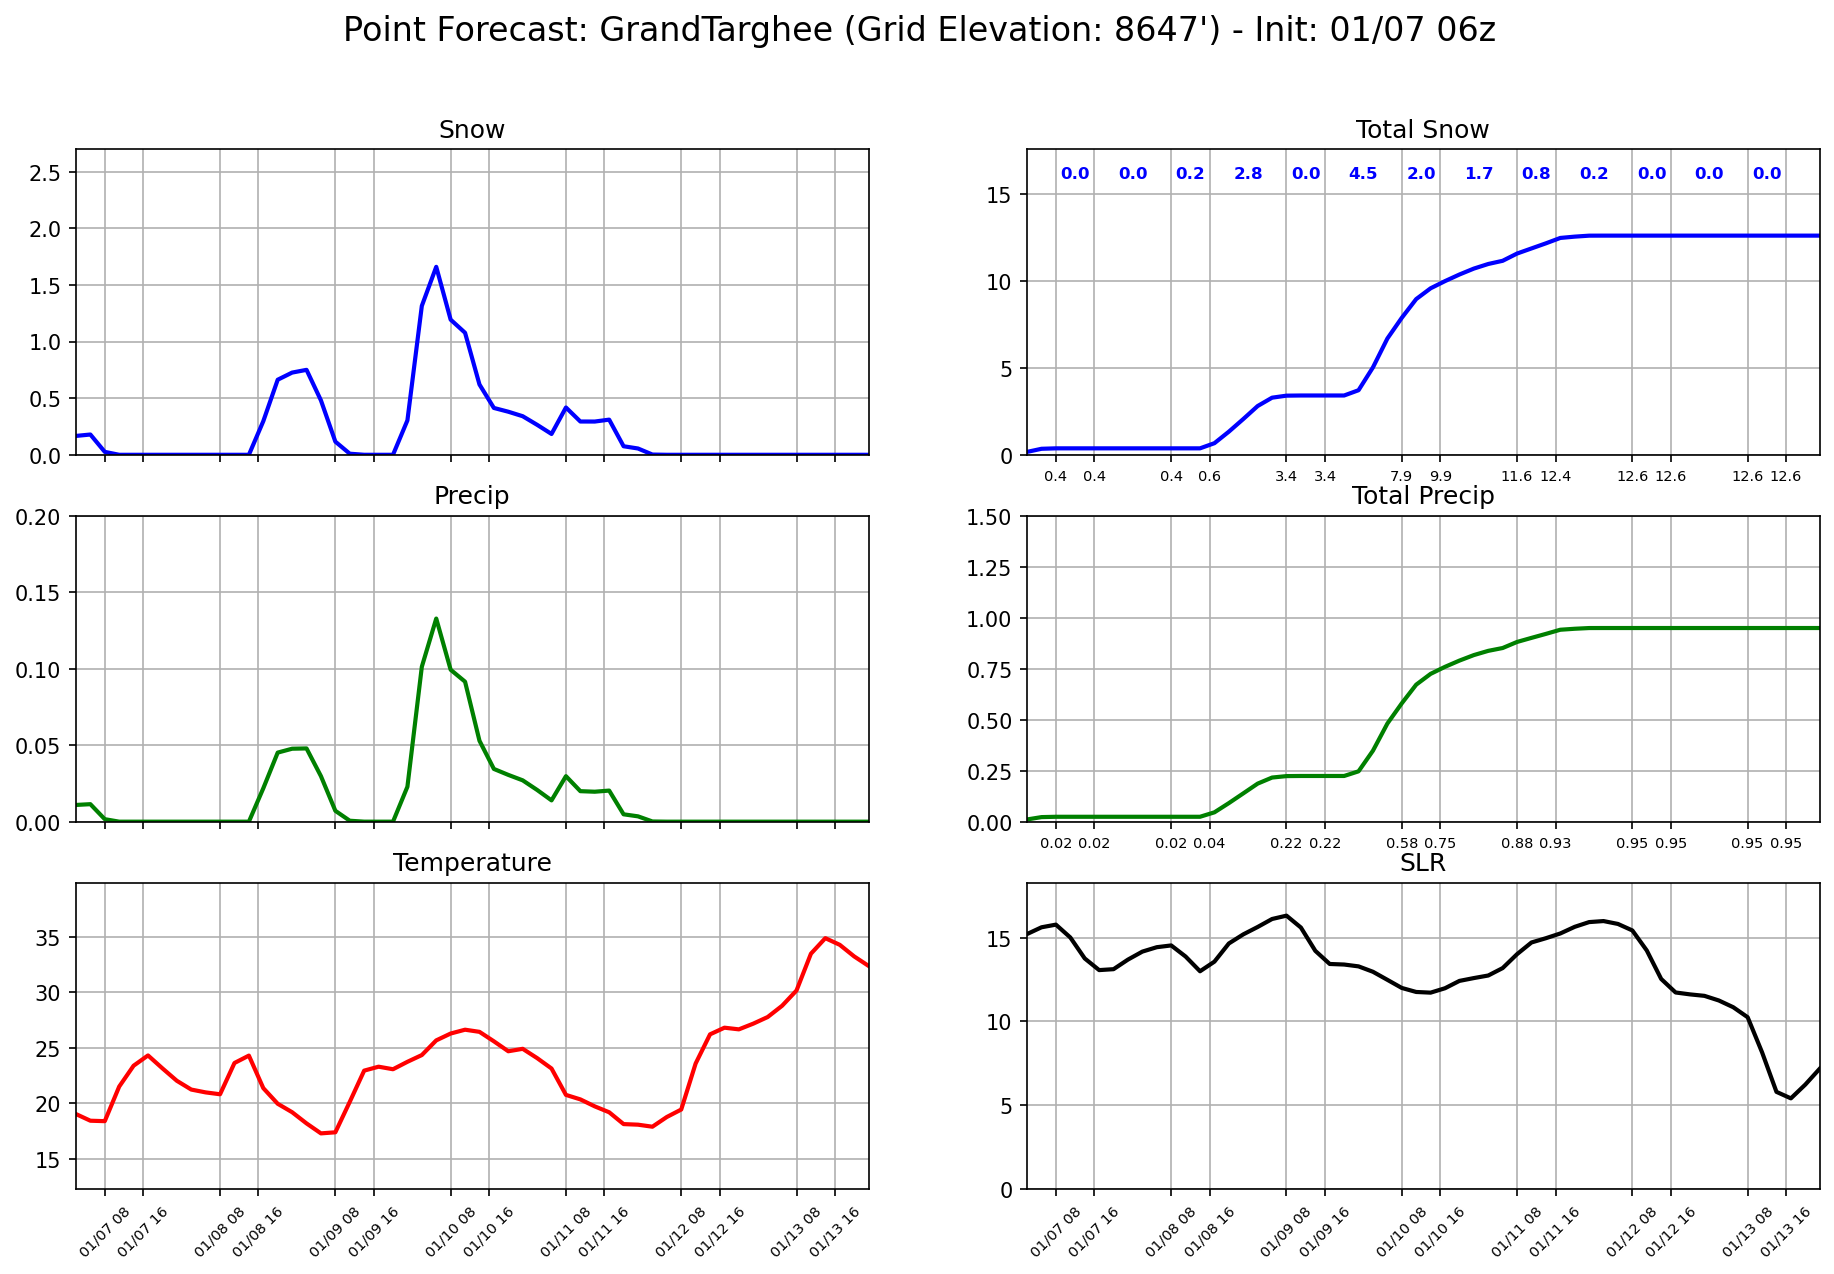 Point Forecast: GrandTarghee (Grid Elevation: 8647') - Init: 01/07 06z
Snow
2.5
2.0
1.5
1.0
0.5
0.0
Total Snow
0.0 0.0 0.2 2.8 0.0 4.5 2.0 1.7 0.8 0.2 0.0 0.0 0.0
15
10
5
0
0.4 0.4 0.4 0.6 3.4 3.4 7.9 9.9 11.6 12.4 12.6 12.6 12.6 12.6
Precip
0.20
0.15
0.10
0.05
0.00
Total Precip
1.50
1.25
1.00
0.75
0.50
0.25
0.00
0.02 0.02 0.02 0.04 0.22 0.22 0.58 0.75 0.88 0.93 0.95 0.95 0.95 0.95
Temperature
35
30
25
20
15
01/07 08 01/07 16 01/08 08 01/08 16 01/09 08 01/09 16 01/10 08 01/10 16 01/11 08 01/11 16 01/12 08 01/12 16 01/13 08 01/13 16
SLR
15
10
5
0
01/07 08 01/07 16 01/08 08 01/08 16 01/09 08 01/09 16 01/10 08 01/10 16 01/11 08 01/11 16 01/12 08 01/12 16 01/13 08 01/13 16